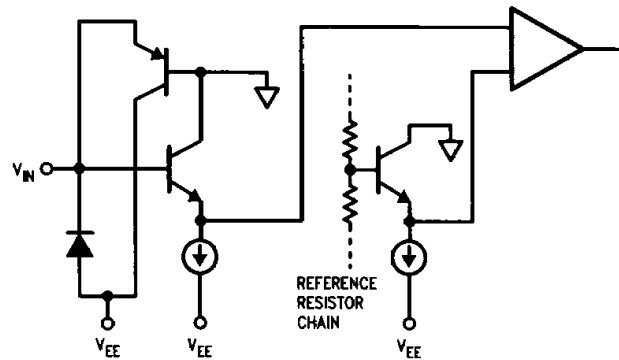 V_IN
REFERENCE
RESISTOR
CHAIN
V_EE
V_EE
V_EE